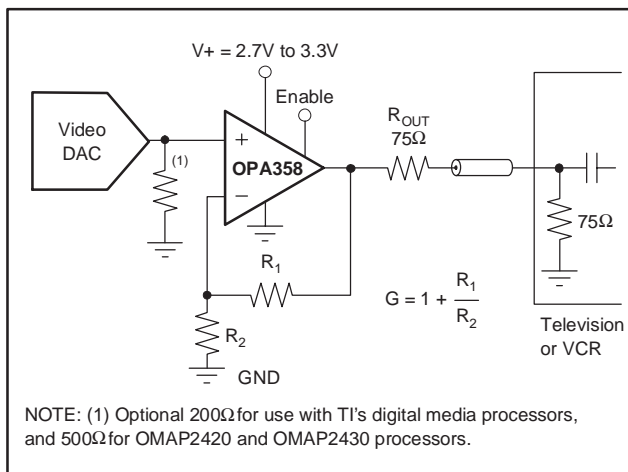 V+ = 2.7V to 3.3V
Enable
Video
DAC
(1)
+
OPA358
−
R_OUT
75Ω
75Ω
R1
G = 1 + R1/R2
R2
GND
Television
or VCR
NOTE: (1) Optional 200Ω for use with TI's digital media processors,
and 500Ω for OMAP2420 and OMAP2430 processors.